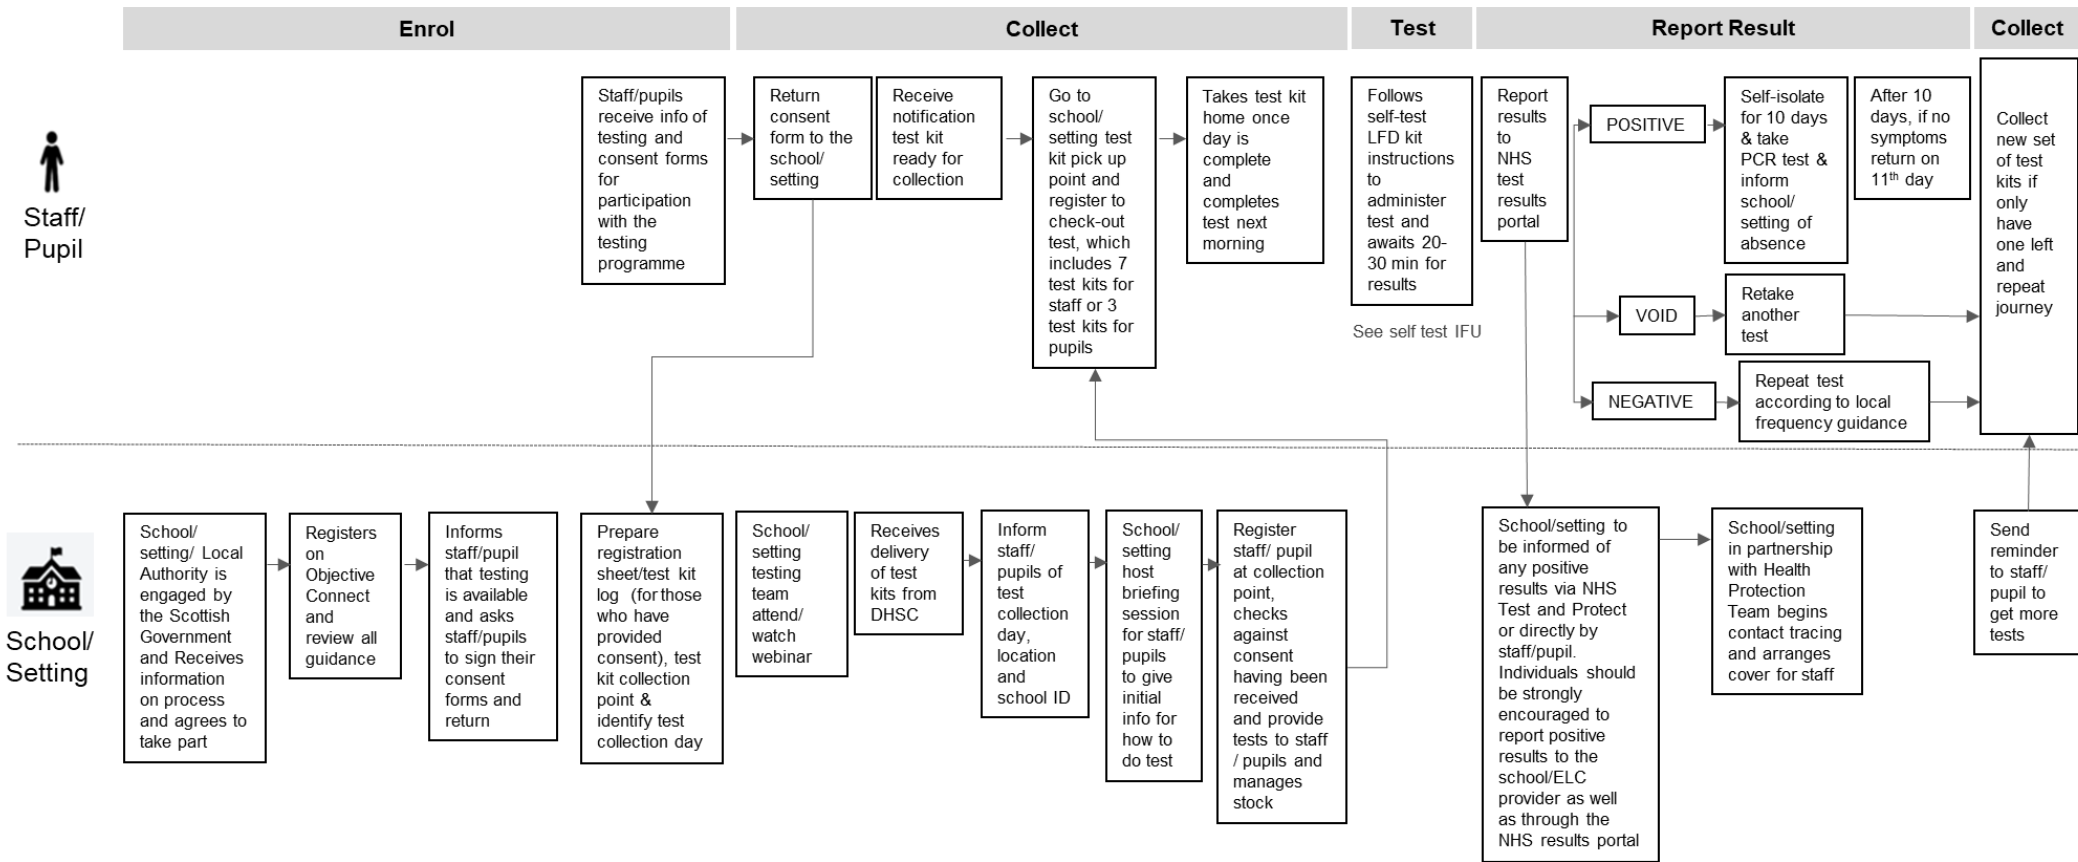 Enrol
Collect
Test
Report Result
Collect
Staff/
Pupil
Staff/pupils
receive info of
testing and
consent forms
for
participation
with the
testing
programme
Return
consent
form to the
school/
setting
Receive
notification
test kit
ready for
collection
Go to
school/
setting test
kit pick up
point and
register to
check-out
test, which
includes 7
test kits for
staff or 3
test kits for
pupils
Takes test kit
home once
day is
complete
and
completes
test next
morning
Follows
self-test
LFD kit
instructions
to
administer
test and
awaits 20-
30 min for
results
See self test IFU
Report
results
to
NHS
test
results
portal
POSITIVE
Self-isolate
for 10 days
& take
PCR test &
inform
school/
setting of
absence
After 10
days, if no
symptoms
return on
11th day
VOID
Retake
another
test
NEGATIVE
Repeat test
according to local
frequency guidance
Collect
new set
of test
kits if
only
have
one left
and
repeat
journey
School/
Setting
School/
setting/ Local
Authority is
engaged by
the Scottish
Government
and Receives
information
on process
and agrees to
take part
Registers
on
Objective
Connect
and
review all
guidance
Informs
staff/pupil
that testing
is available
and asks
staff/pupils
to sign their
consent
forms and
return
Prepare
registration
sheet/test kit
log (for those
who have
provided
consent), test
kit collection
point &
identify test
collection day
School/
setting
testing
team
attend/
watch
webinar
Receives
delivery
of test
kits from
DHSC
Inform
staff/
pupils of
test
collection
day,
location
and
school ID
School/
setting
host
briefing
session
for staff/
pupils
to give
initial
info for
how to
do test
Register
staff/ pupil
at collection
point,
checks
against
consent
having been
received
and provide
tests to staff
/ pupils and
manages
stock
School/setting to
be informed of
any positive
results via NHS
Test and Protect
or directly by
staff/pupil.
Individuals should
be strongly
encouraged to
report positive
results to the
school/ELC
provider as well
as through the
NHS results portal
School/setting
in partnership
with Health
Protection
Team begins
contact tracing
and arranges
cover for staff
Send
reminder
to staff/
pupil to
get more
tests